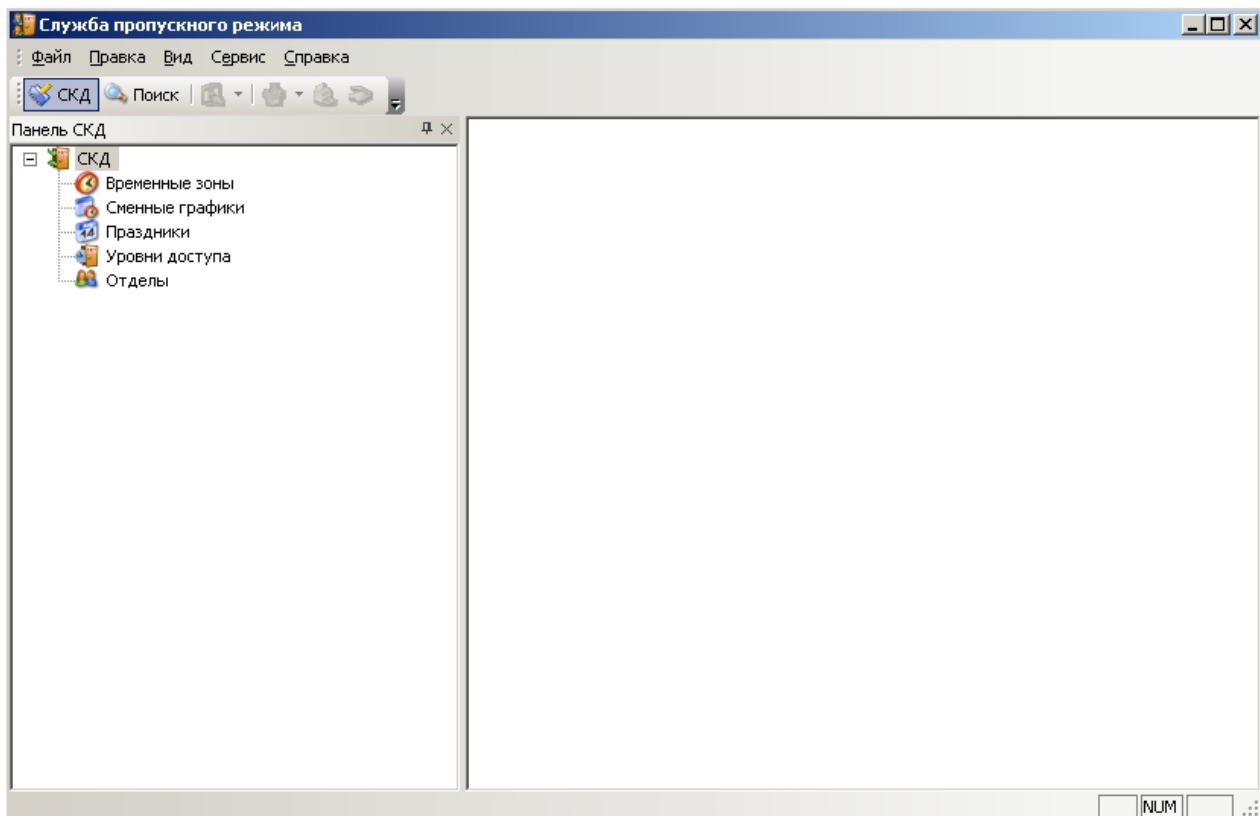 Служба пропускного режима
Файл Правка Вид Сервис Справка
СКД Поиск
Панель СКД
СКД
Временные зоны
Сменные графики
14
Праздники
Уровни доступа
Отделы
NUM